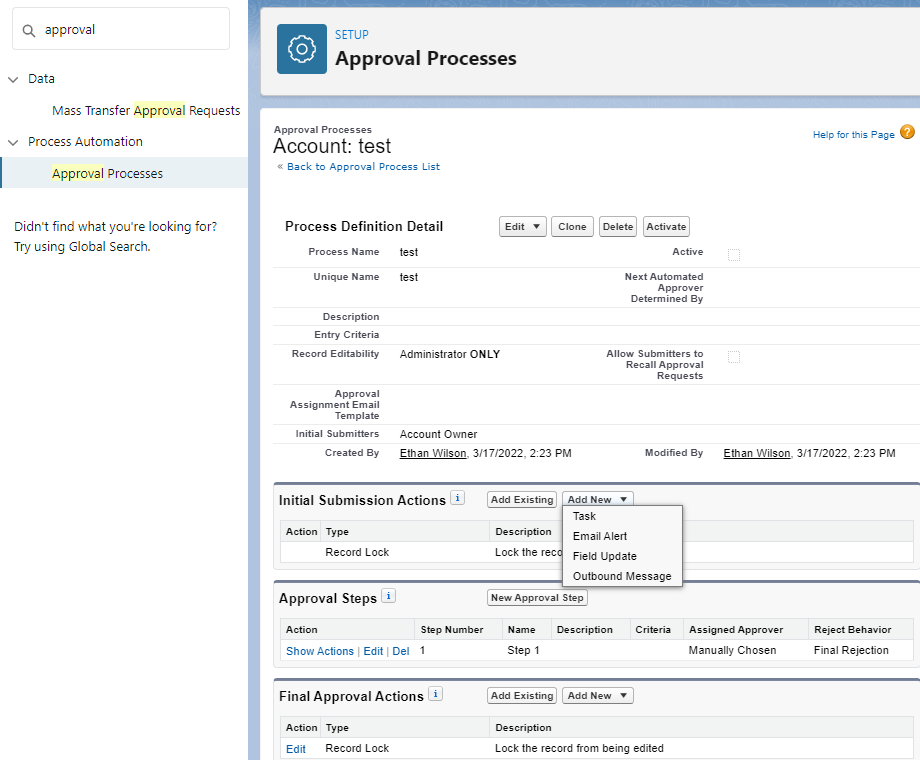 approval
Data
Mass Transfer Approval Requests
Process Automation
Approval Processes
Didn't find what you're looking for?
Try using Global Search.
SETUP
Approval Processes
Approval Processes
Account: test
« Back to Approval Process List
Help for this Page ?
Process Definition Detail Edit ▼ Clone Delete Activate
Process Name test Active
Unique Name test Next Automated
Approver
Determined By
Description
Entry Criteria
Record Editability Administrator ONLY Allow Submitters to
Recall Approval
Requests
Approval
Assignment Email
Template
Initial Submitters Account Owner
Created By Ethan Wilson, 3/17/2022, 2:23 PM Modified By Ethan Wilson, 3/17/2022, 2:23 PM
Initial Submission Actions i Add Existing Add New ▼
Task
Email Alert
Field Update
Outbound Message
Action Type Description
Record Lock Lock the reco
Approval Steps i New Approval Step
Action Step Number Name Description Criteria Assigned Approver Reject Behavior
Show Actions | Edit | Del 1 Step 1 Manually Chosen Final Rejection
Final Approval Actions i Add Existing Add New ▼
Action Type Description
Edit Record Lock Lock the record from being edited